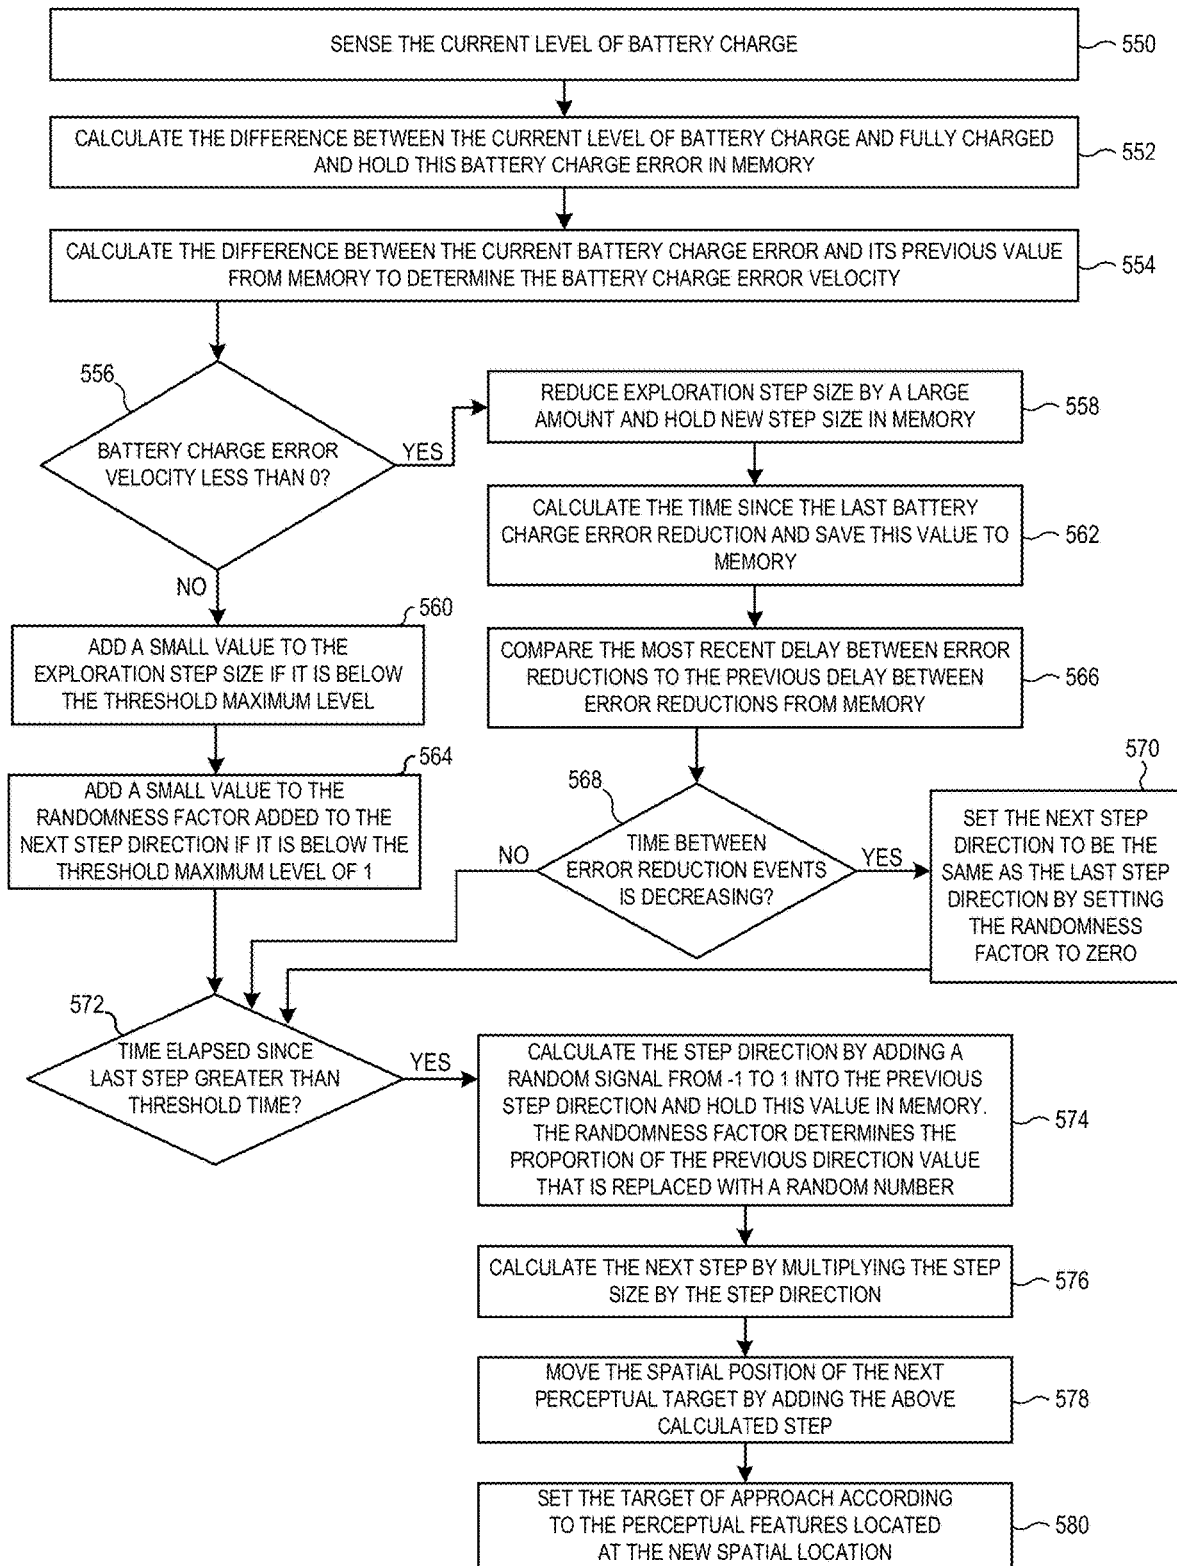 SENSE THE CURRENT LEVEL OF BATTERY CHARGE
550
CALCULATE THE DIFFERENCE BETWEEN THE CURRENT LEVEL OF BATTERY CHARGE AND FULLY CHARGED
AND HOLD THIS BATTERY CHARGE ERROR IN MEMORY
552
CALCULATE THE DIFFERENCE BETWEEN THE CURRENT BATTERY CHARGE ERROR AND ITS PREVIOUS VALUE
FROM MEMORY TO DETERMINE THE BATTERY CHARGE ERROR VELOCITY
554
556
BATTERY CHARGE ERROR
VELOCITY LESS THAN 0?
YES
NO
REDUCE EXPLORATION STEP SIZE BY A LARGE
AMOUNT AND HOLD NEW STEP SIZE IN MEMORY
558
CALCULATE THE TIME SINCE THE LAST BATTERY
CHARGE ERROR REDUCTION AND SAVE THIS VALUE TO
MEMORY
562
560
ADD A SMALL VALUE TO THE
EXPLORATION STEP SIZE IF IT IS BELOW
THE THRESHOLD MAXIMUM LEVEL
COMPARE THE MOST RECENT DELAY BETWEEN ERROR
REDUCTIONS TO THE PREVIOUS DELAY BETWEEN
ERROR REDUCTIONS FROM MEMORY
566
564
ADD A SMALL VALUE TO THE
RANDOMNESS FACTOR ADDED TO THE
NEXT STEP DIRECTION IF IT IS BELOW THE
THRESHOLD MAXIMUM LEVEL OF 1
568
TIME BETWEEN
ERROR REDUCTION EVENTS
IS DECREASING?
NO
YES
570
SET THE NEXT STEP
DIRECTION TO BE THE
SAME AS THE LAST STEP
DIRECTION BY SETTING
THE RANDOMNESS
FACTOR TO ZERO
572
TIME ELAPSED SINCE
LAST STEP GREATER THAN
THRESHOLD TIME?
YES
CALCULATE THE STEP DIRECTION BY ADDING A
RANDOM SIGNAL FROM -1 TO 1 INTO THE PREVIOUS
STEP DIRECTION AND HOLD THIS VALUE IN MEMORY.
THE RANDOMNESS FACTOR DETERMINES THE
PROPORTION OF THE PREVIOUS DIRECTION VALUE
THAT IS REPLACED WITH A RANDOM NUMBER
574
CALCULATE THE NEXT STEP BY MULTIPLYING THE STEP
SIZE BY THE STEP DIRECTION
576
MOVE THE SPATIAL POSITION OF THE NEXT
PERCEPTUAL TARGET BY ADDING THE ABOVE
CALCULATED STEP
578
SET THE TARGET OF APPROACH ACCORDING
TO THE PERCEPTUAL FEATURES LOCATED
AT THE NEW SPATIAL LOCATION
580